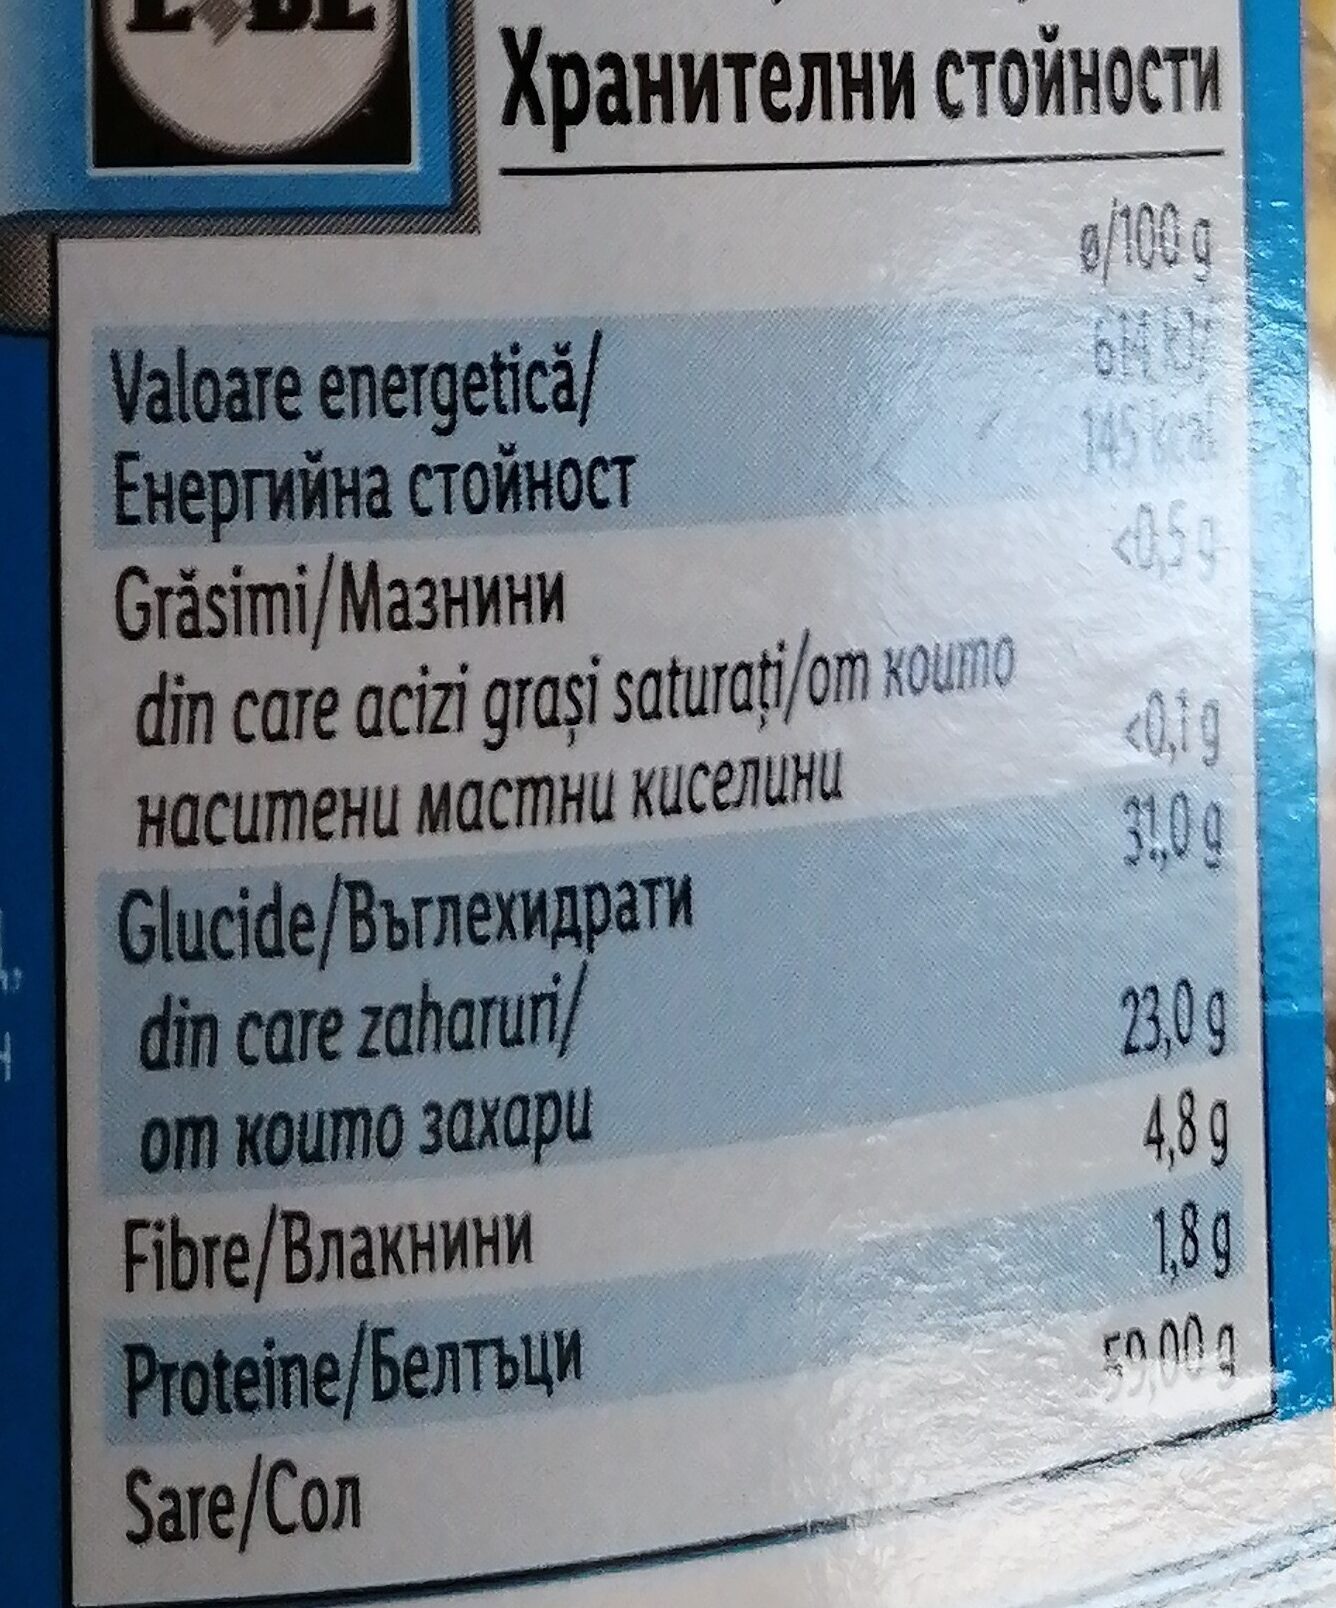 Хранителни стойности
ø/100 g
Valoare energetică/ 614 kJ/
Енергийна стойност 145 kcal
Grăsimi/Мазнини <0,5 g
din care acizi grași saturați/от които
наситени мастни киселини <0,1 g
Glucide/Въглехидрати 31,0 g
din care zaharuri/
от които захари 23,0 g
Fibre/Влакнини 4,8 g
Proteine/Белтъци 1,8 g
Sare/Сол 59,00 g